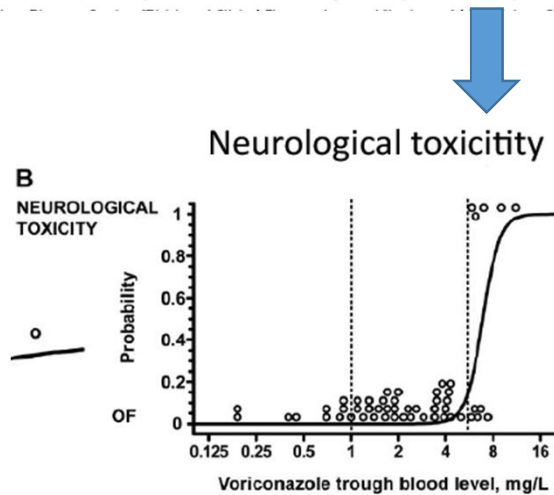 Neurological toxicitity
B
NEUROLOGICAL
TOXICITY
Probability
1
0.8
0.6
0.4
0.2
0
OF
0.125 0.25 0.5 1 2 4 8 16
Voriconazole trough blood level, mg/L